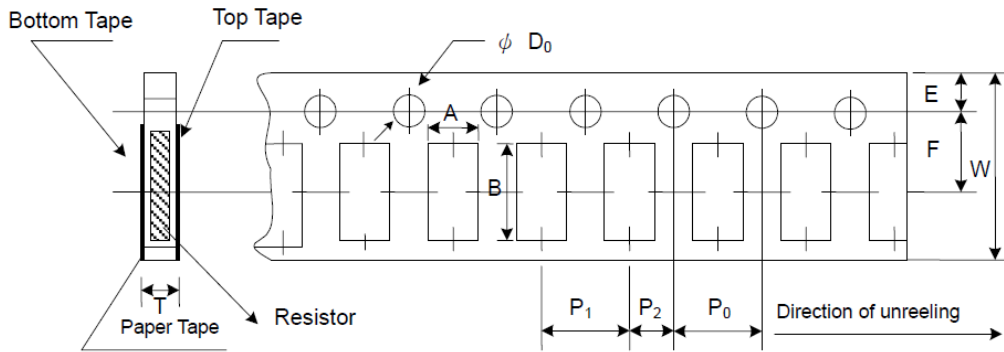 Bottom Tape
Top Tape
ϕ D₀
A
E
F
W
B
T
P₁
P₂
P₀
Direction of unreeling
Resistor
Paper Tape